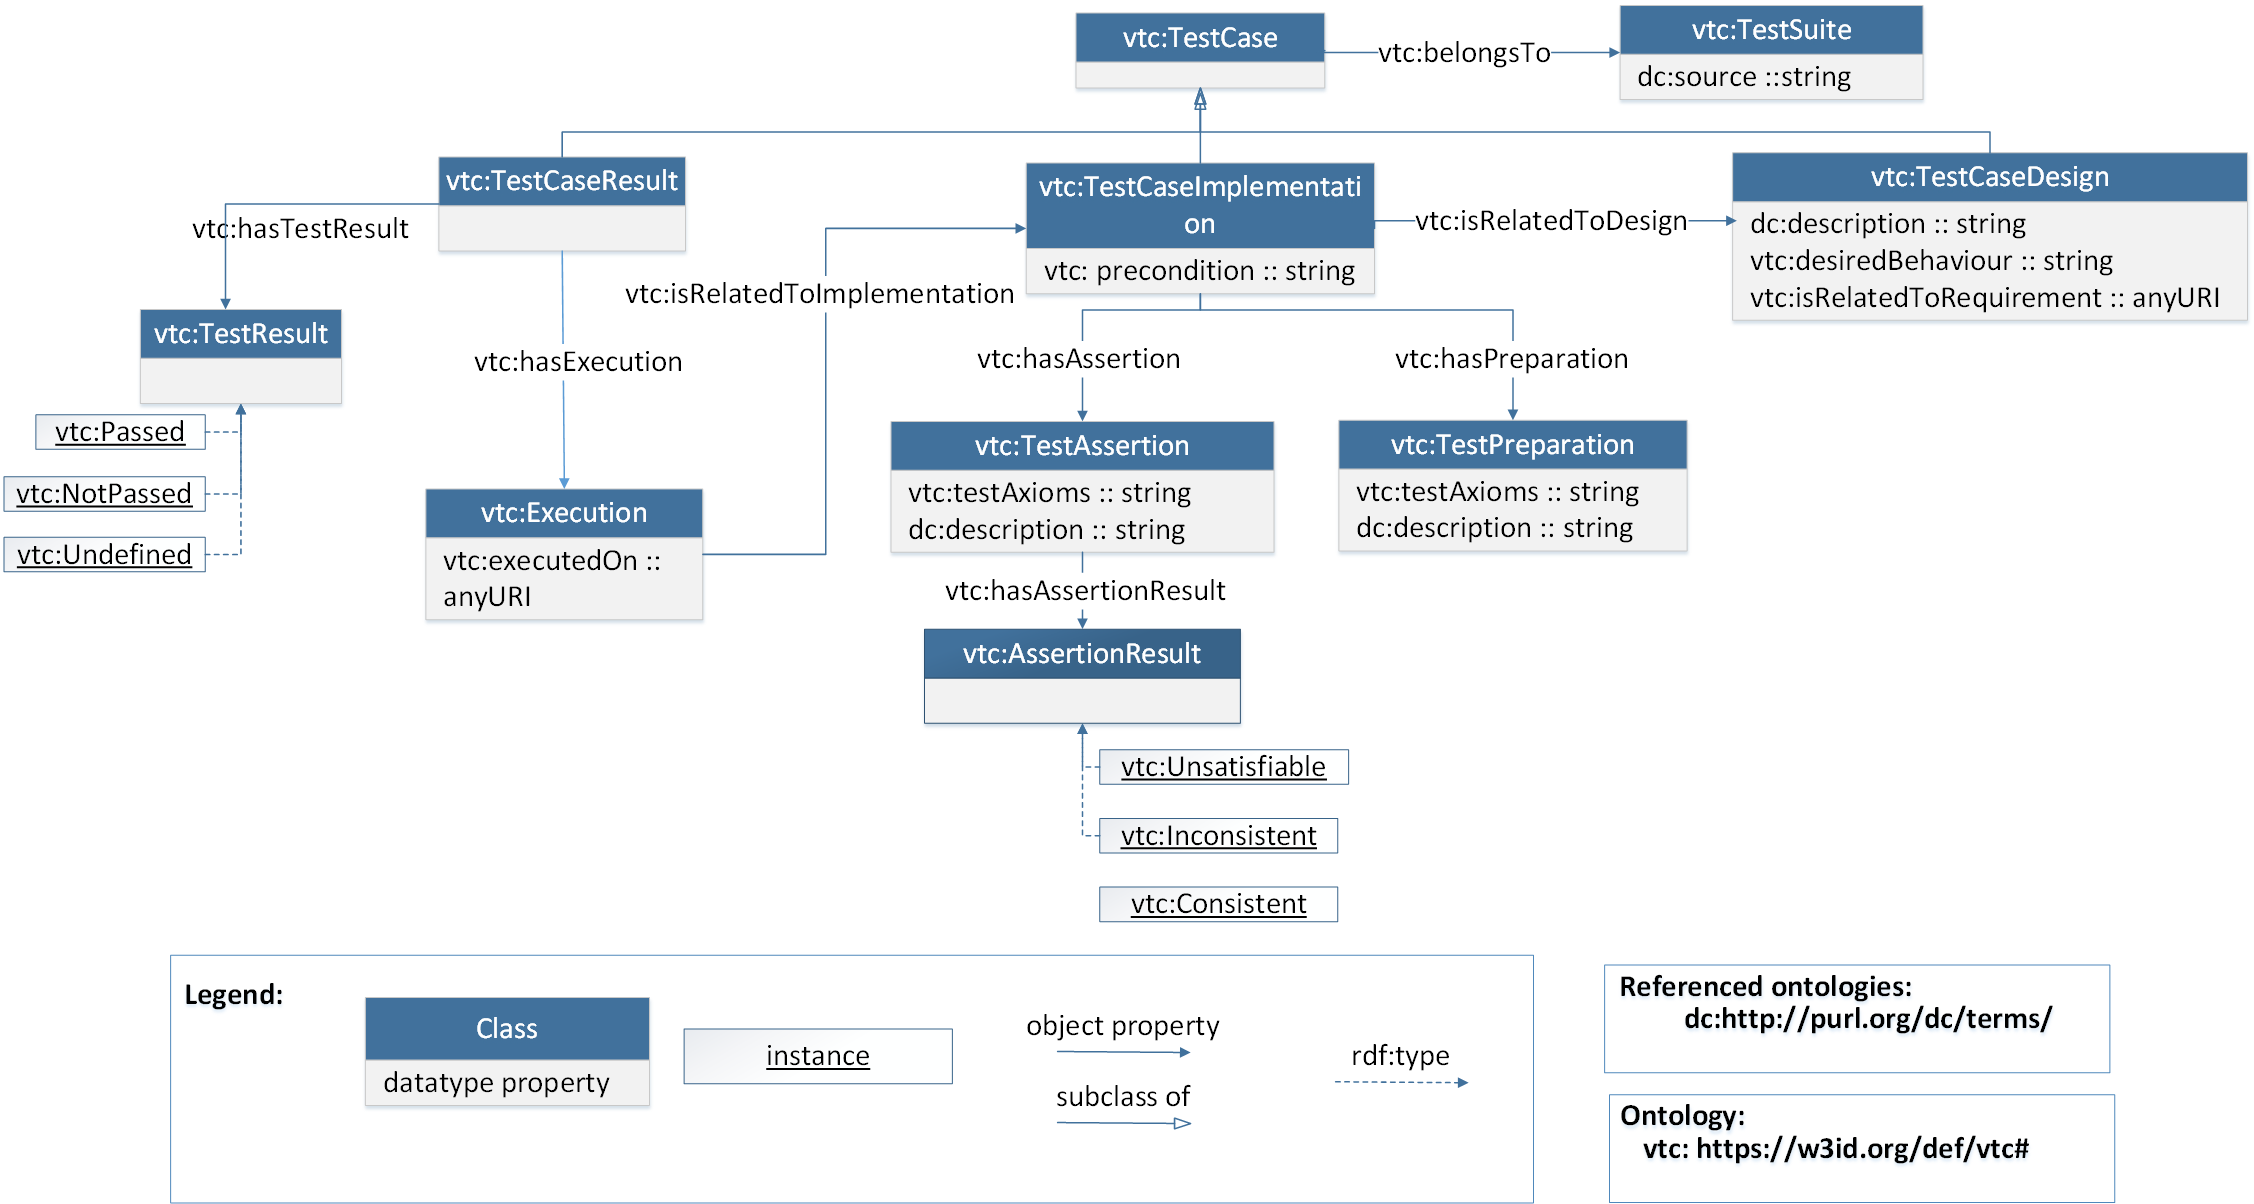 vtc:TestCase
vtc:belongsTo
vtc:TestSuite
dc:source ::string
vtc:TestCaseResult
vtc:hasTestResult
vtc:TestCaseImplementati
on
vtc: precondition :: string
vtc:isRelatedToDesign
vtc:TestCaseDesign
dc:description :: string
vtc:desiredBehaviour :: string
vtc:isRelatedToRequirement :: anyURI
vtc:isRelatedToImplementation
vtc:TestResult
vtc:hasExecution
vtc:hasAssertion
vtc:hasPreparation
vtc:Passed
vtc:NotPassed
vtc:Undefined
vtc:Execution
vtc:executedOn ::
anyURI
vtc:TestAssertion
vtc:testAxioms :: string
dc:description :: string
vtc:TestPreparation
vtc:testAxioms :: string
dc:description :: string
vtc:hasAssertionResult
vtc:AssertionResult
vtc:Unsatisfiable
vtc:Inconsistent
vtc:Consistent
Legend:
Class
datatype property
instance
object property
subclass of
rdf:type
Referenced ontologies:
dc:http://purl.org/dc/terms/
Ontology:
vtc: https://w3id.org/def/vtc#